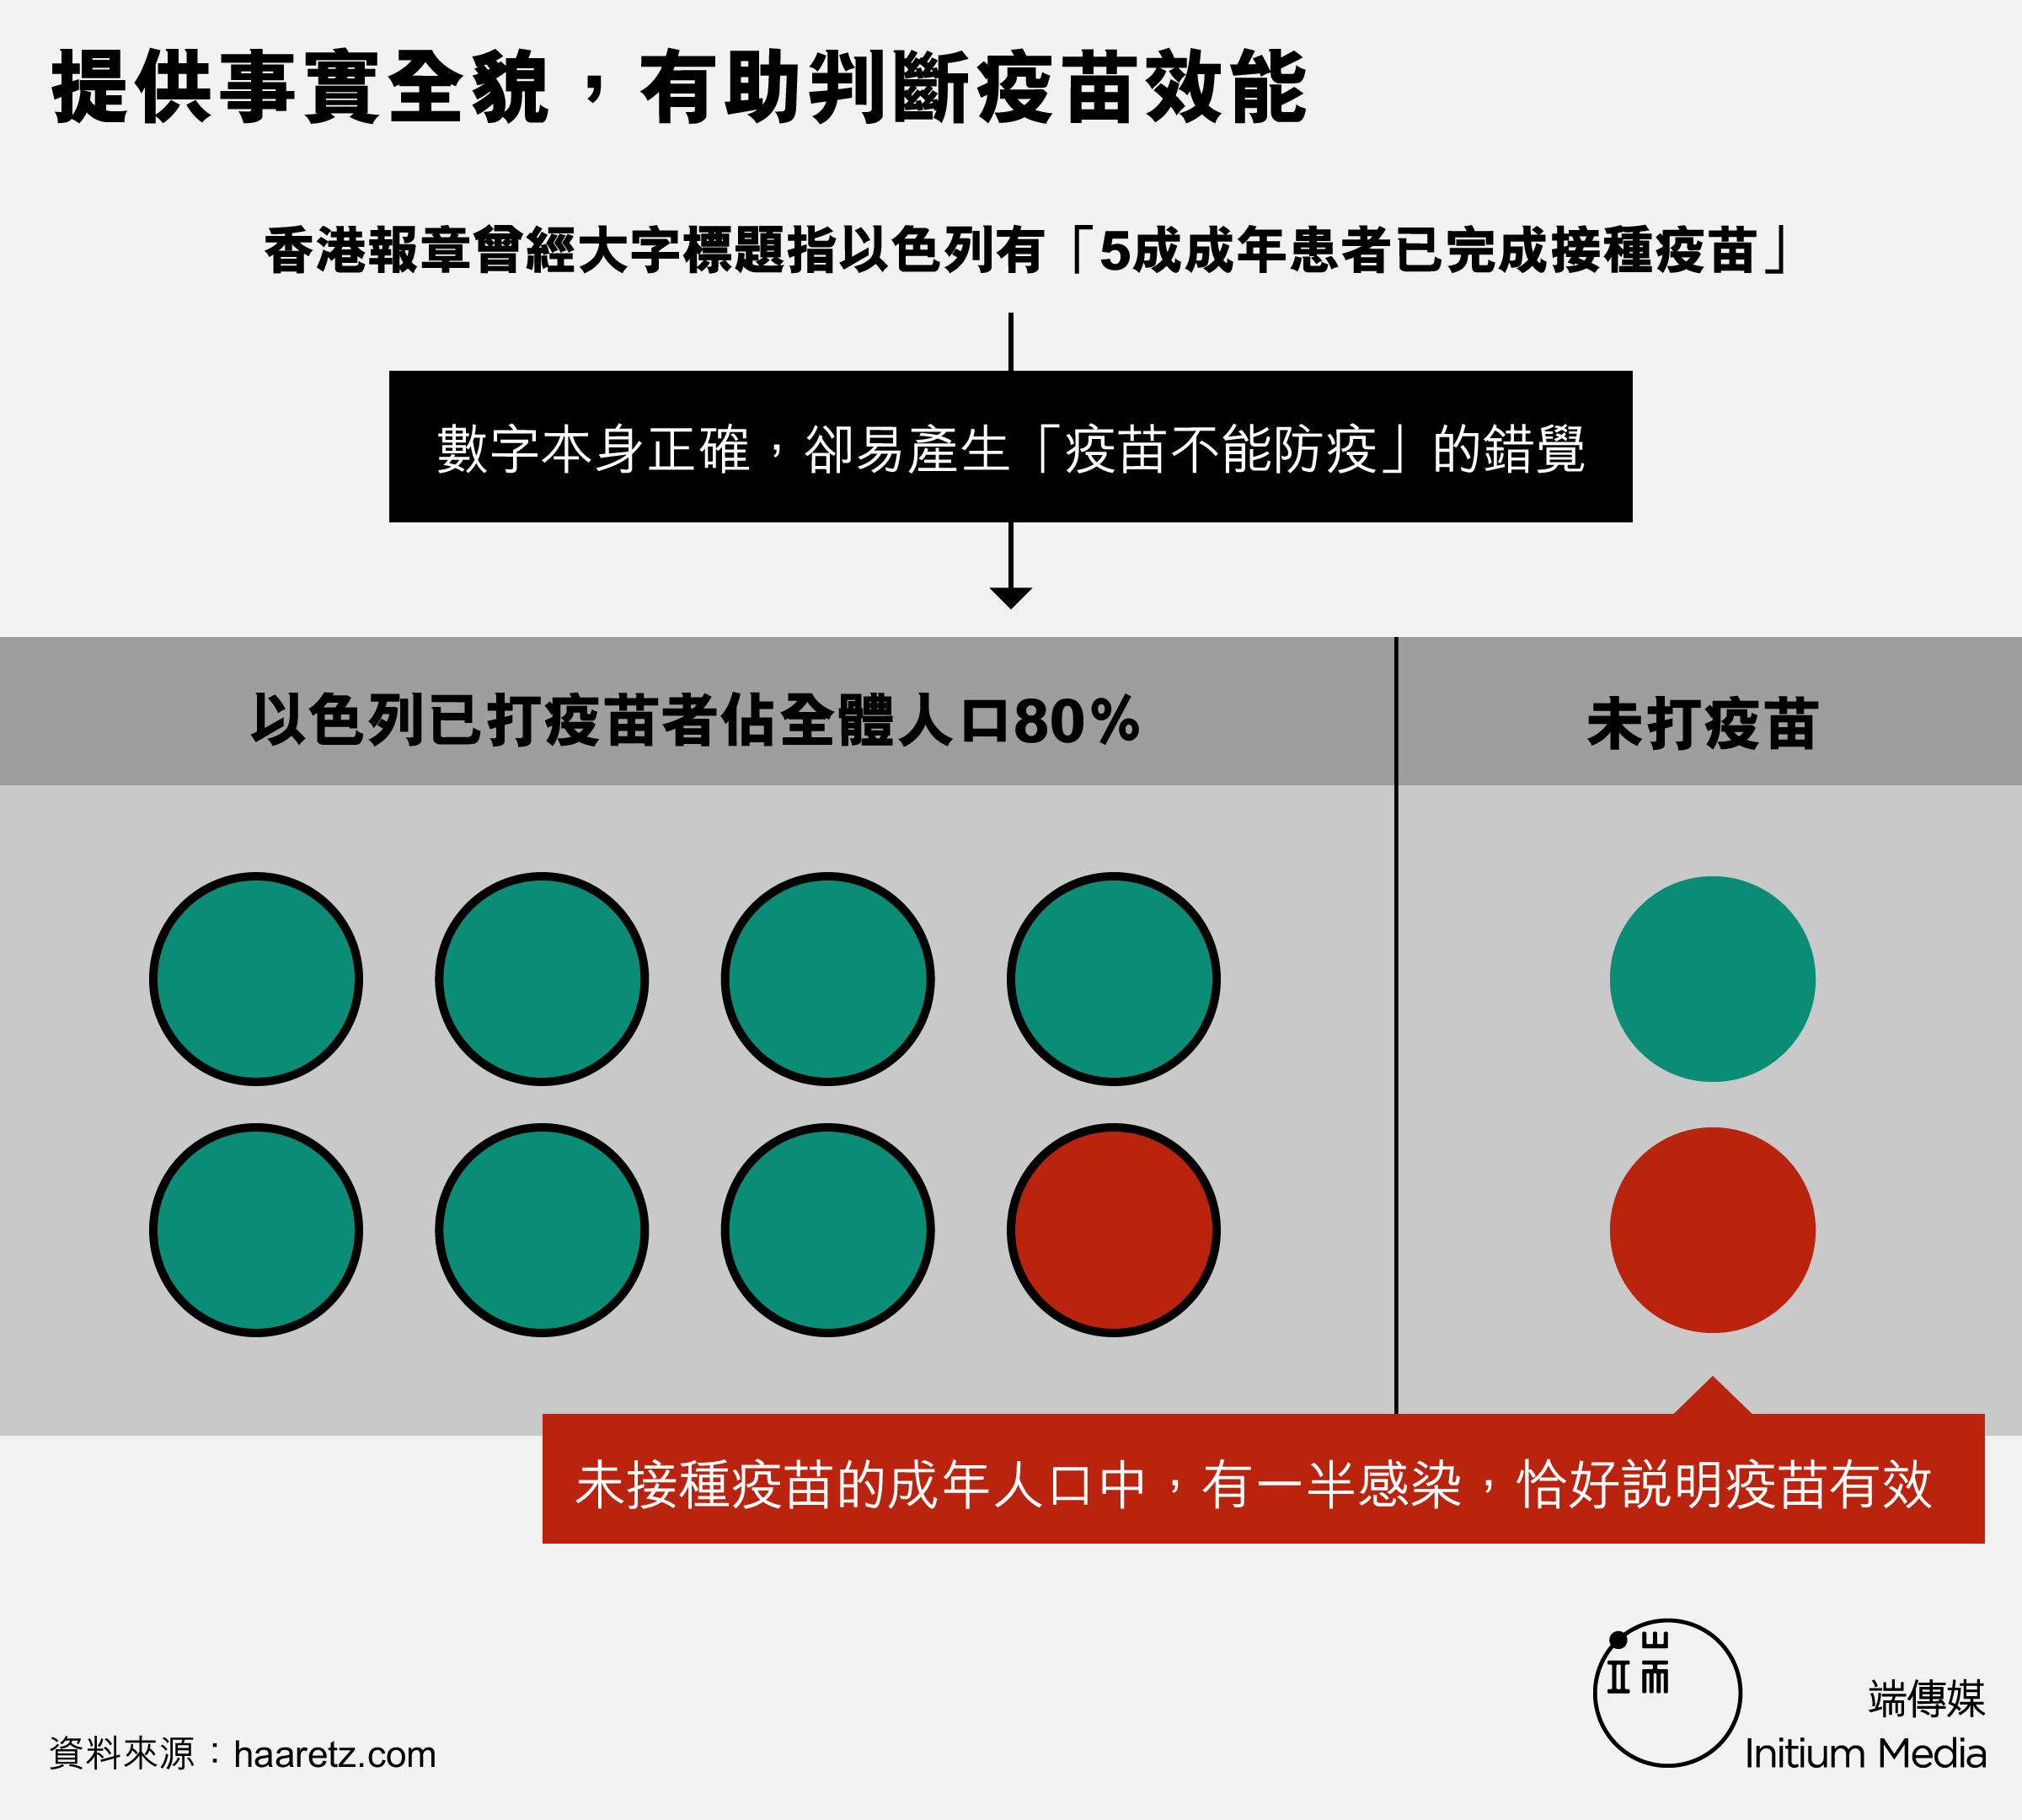 提供事實全貌，有助判斷疫苗效能
香港報章曾經大字標題指以色列有「5成成年患者已完成接種疫苗」
數字本身正確，卻易產生「疫苗不能防疫」的錯覺
以色列已打疫苗者佔全體人口80%
未打疫苗
未接種疫苗的成年人口中，有一半感染，恰好説明疫苗有效
端
端傳媒
Initium Media
資料來源：haaretz.com